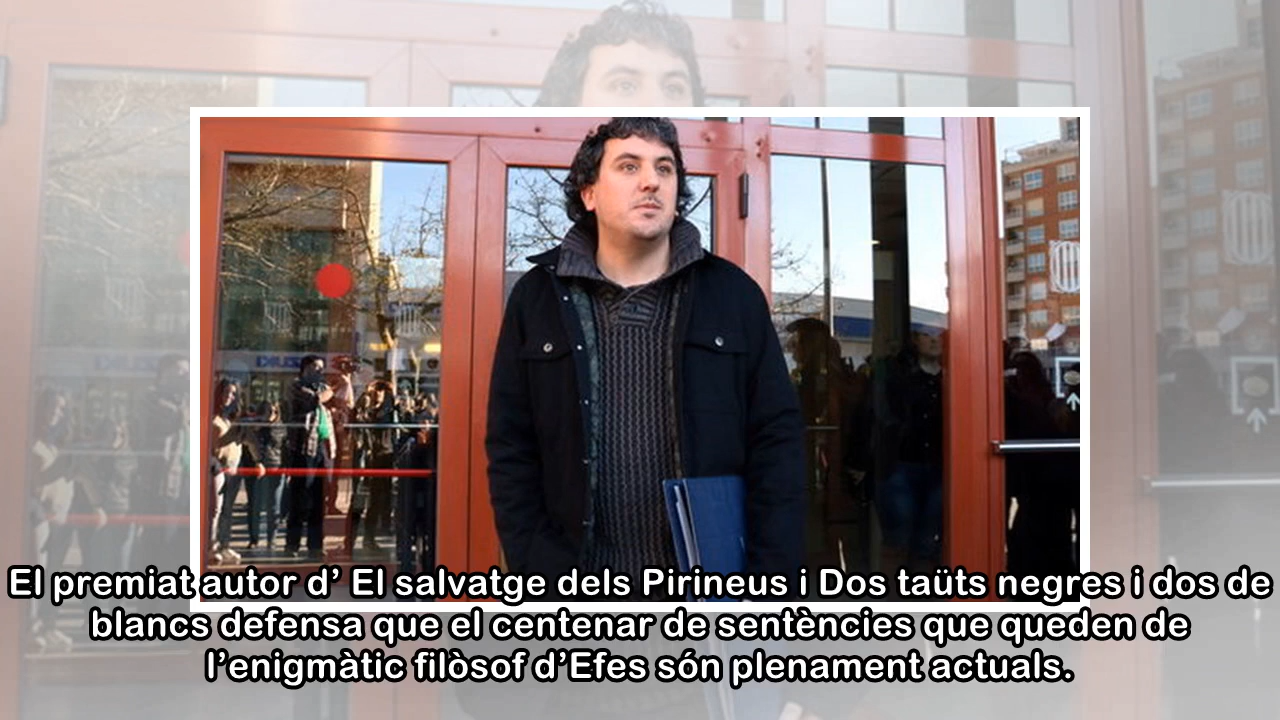 El premiat autor d’ El salvatge dels Pirineus i Dos taüts negres i dos de
blancs defensa que el centenar de sentències que queden de
l’enigmàtic filòsof d’Efes són plenament actuals.